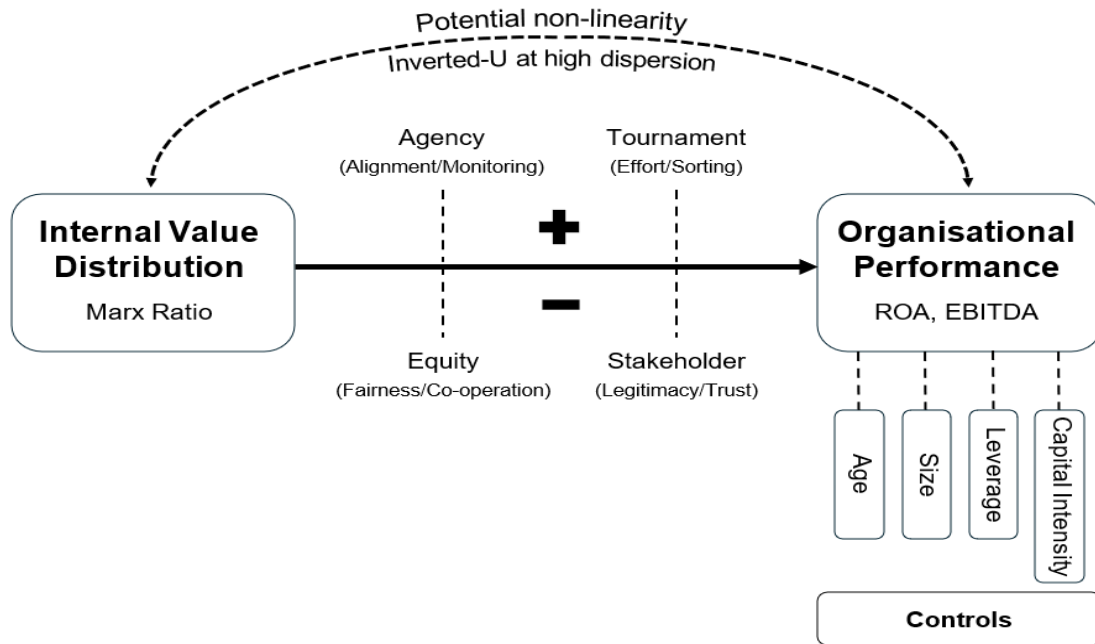 Potential non-linearity
Inverted-U at high dispersion
Agency
(Alignment/Monitoring)
Tournament
(Effort/Sorting)
Internal Value
Distribution
Marx Ratio
+
−
Organisational
Performance
ROA, EBITDA
Equity
(Fairness/Co-operation)
Stakeholder
(Legitimacy/Trust)
Age
Size
Leverage
Capital Intensity
Controls